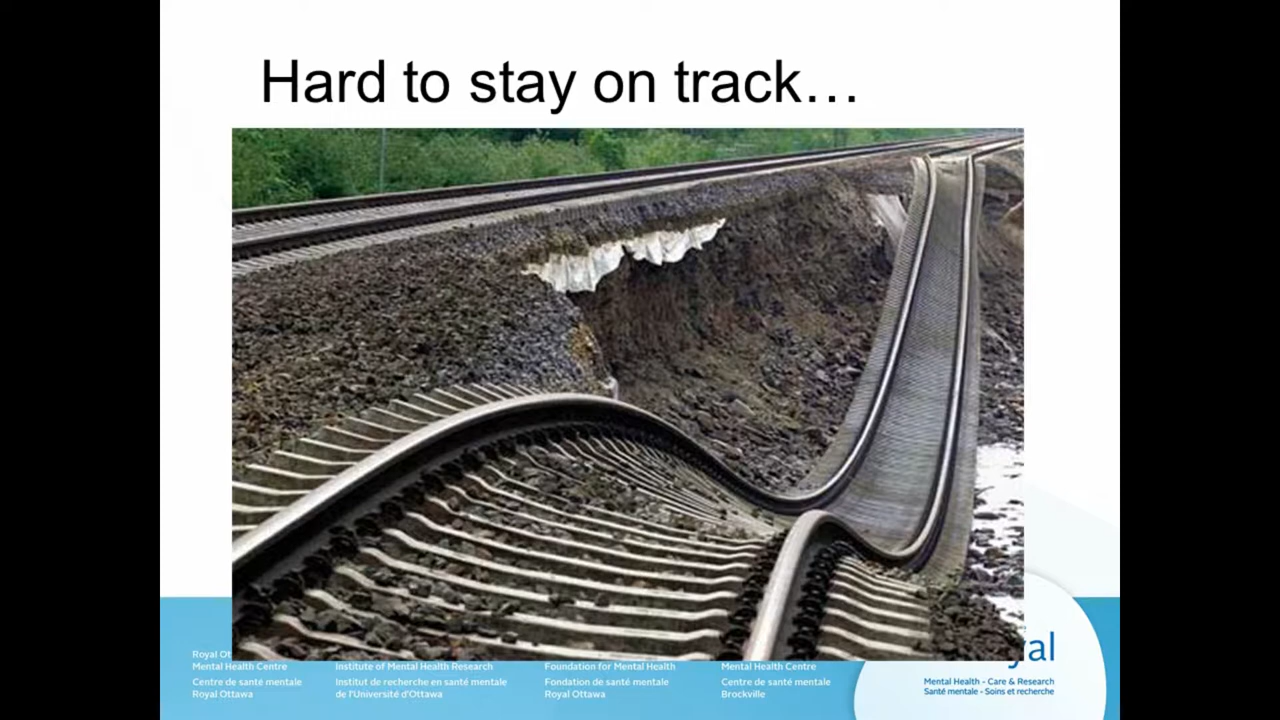 Hard to stay on track…
Mental Health Centre
Centre de santé mentale
Royal Ottawa
Institute of Mental Health Research
Institut de recherche en santé mentale
de l'Université d'Ottawa
Foundation for Mental Health
Fondation de santé mentale
Royal Ottawa
Mental Health Centre
Centre de santé mentale
Brockville
Mental Health - Care & Research
Santé mentale - Soins et recherche